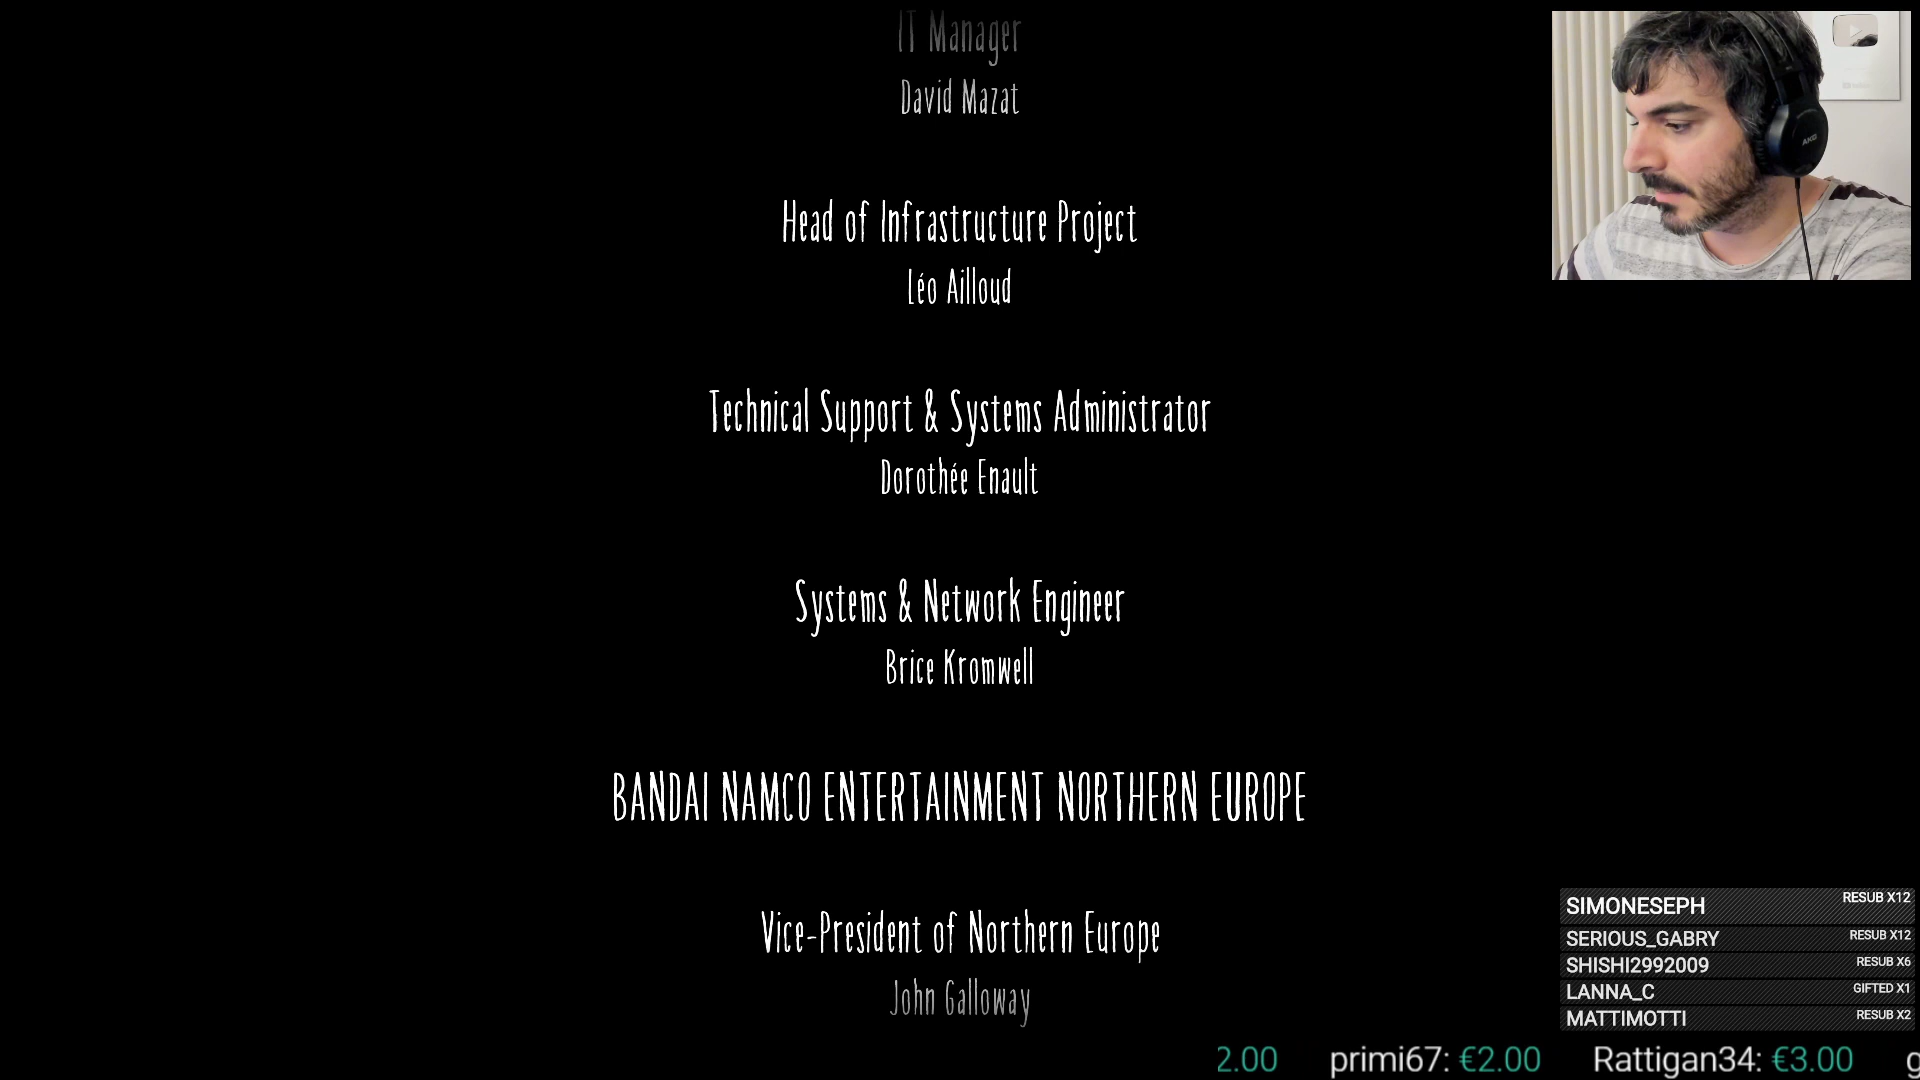 IT Manager
David Mazat
Head of Infrastructure Project
Léo Ailloud
Technical Support & Systems Administrator
Dorothée Enault
Systems & Network Engineer
Brice Kromwell
BANDAI NAMCO ENTERTAINMENT NORTHERN EUROPE
Vice-President of Northern Europe
John Galloway
AKG
SIMONESEPH RESUB X12
SERIOUS_GABRY RESUB X12
SHISHI2992009 RESUB X6
LANNA_C GIFTED X1
MATTIMOTTI RESUB X2
2.00 primi67: €2.00 Rattigan34: €3.00 g